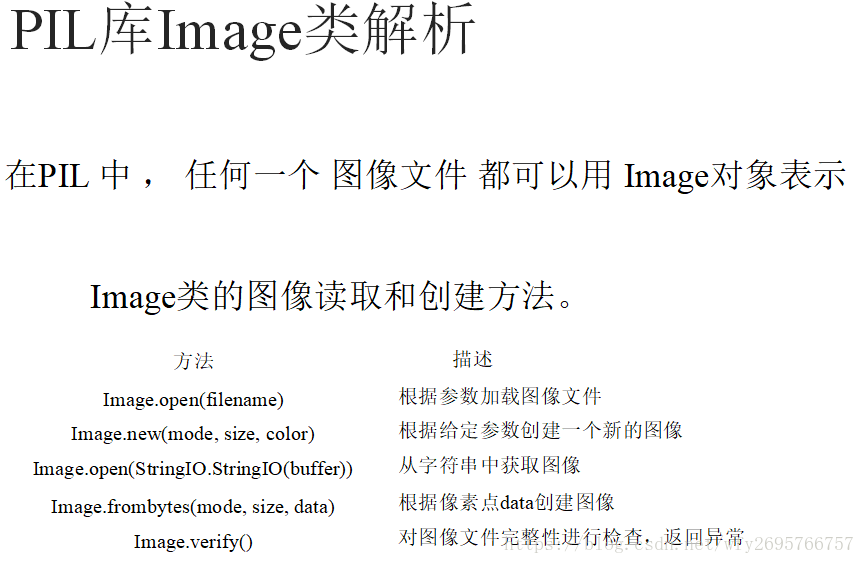 PIL库Image类解析
在PIL 中 ， 任何一个 图像文件 都可以用 Image对象表示
Image类的图像读取和创建方法。
方法 描述
Image.open(filename) 根据参数加载图像文件
Image.new(mode, size, color) 根据给定参数创建一个新的图像
Image.open(StringIO.StringIO(buffer)) 从字符串中获取图像
Image.frombytes(mode, size, data) 根据像素点data创建图像
Image.verify() 对图像文件完整性进行检查，返回异常
https://blog.csdn.net/wfy2695766757